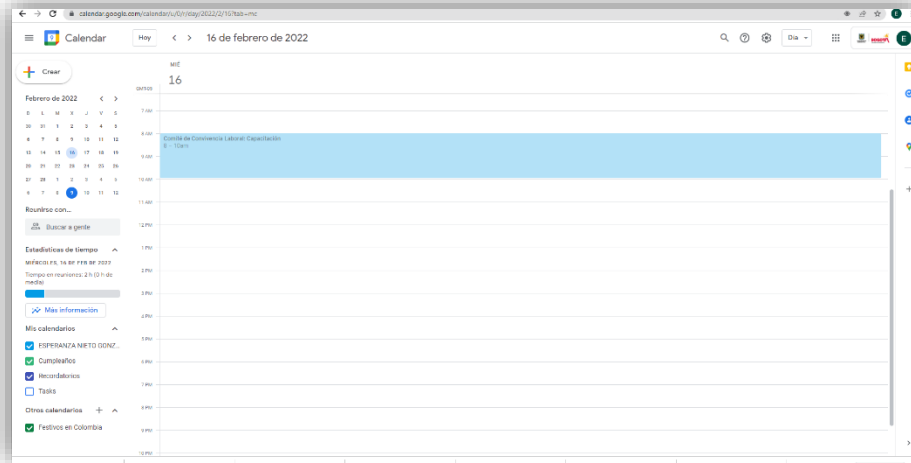 calendar.google.com/calendar/u/0/r/day/2022/2/15?tab=mc
Calendar
Hoy
16 de febrero de 2022
Día
E
Crear
MIÉ
16
GMT-05
Febrero de 2022
D L M X J V S
30 31 1 2 3 4 5
6 7 8 9 10 11 12
13 14 15 16 17 18 19
20 21 22 23 24 25 26
27 28 1 2 3 4 5
6 7 8 9 10 11 12
Reunirse con...
Buscar a gente
Estadísticas de tiempo
MIÉRCOLES, 16 DE FEB DE 2022
Tiempo en reuniones: 2 h (0 h de
media)
Más información
Mis calendarios
ESPERANZA NIETO GONZ...
Cumpleaños
Recordatorios
Tasks
Otros calendarios
Festivos en Colombia
7 AM
8 AM
Comité de Convivencia Laboral: Capacitación
8 – 10am
9 AM
10 AM
11 AM
12 PM
1 PM
2 PM
3 PM
4 PM
5 PM
6 PM
7 PM
8 PM
9 PM
10 PM